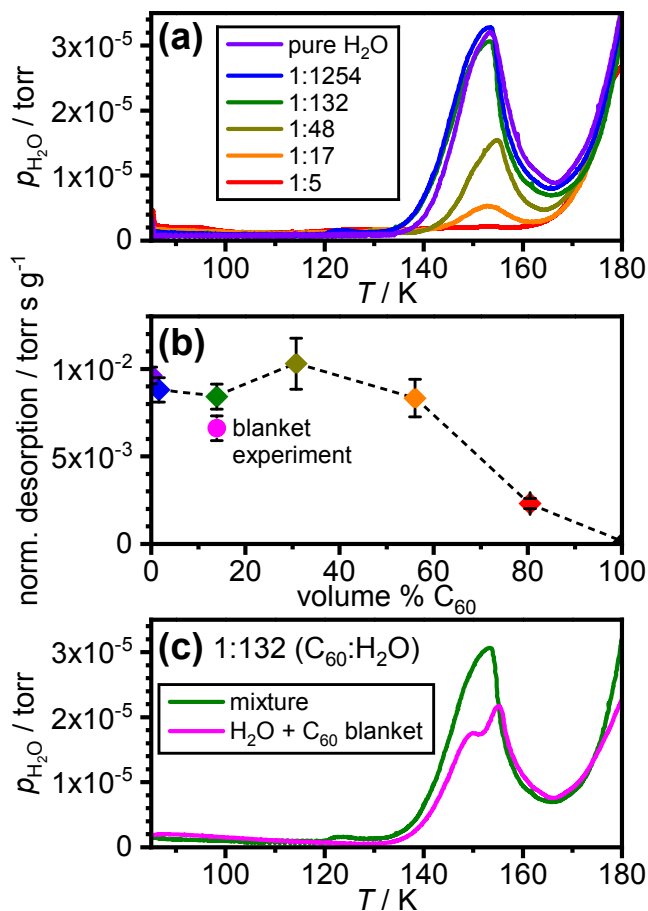 (a)
pure H₂O
1:1254
1:132
1:48
1:17
1:5
p_H₂O / torr
3x10⁻⁵
2x10⁻⁵
1x10⁻⁵
0
100 120 140 160 180
T / K
(b)
norm. desorption / torr s g⁻¹
1x10⁻²
5x10⁻³
0
blanket
experiment
0 20 40 60 80 100
volume % C₆₀
(c) 1:132 (C₆₀:H₂O)
mixture
H₂O + C₆₀ blanket
p_H₂O / torr
3x10⁻⁵
2x10⁻⁵
1x10⁻⁵
0
100 120 140 160 180
T / K